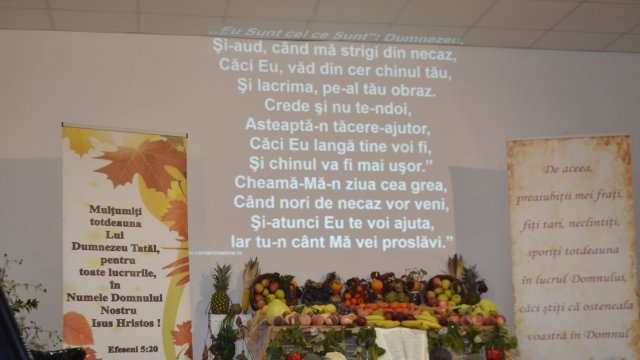 „Eu Sunt cel ce Sunt”; Dumnezeu,
Şi-aud, când mă strigi din necaz,
Căci Eu, văd din cer chinul tău,
Şi lacrima, pe-al tău obraz.
Crede şi nu te-ndoi,
Asteaptă-n tăcere-ajutor,
Căci Eu langă tine voi fi,
Şi chinul va fi mai uşor.”
Cheamă-Mă-n ziua cea grea,
Când nori de necaz vor veni,
Şi-atunci Eu te voi ajuta,
Iar tu-n cânt Mă vei proslăvi.”
www.cantaricrestine.ro
Mulţumiţi
totdeauna
Lui
Dumnezeu Tatăl,
pentru
toate lucrurile,
în
Numele Domnului
Nostru
Isus Hristos !
Efeseni 5:20
De aceea,
preaiubiţii mei fraţi,
fiţi tari, neclintiţi,
sporiţi totdeauna
în lucrul Domnului,
căci ştiţi că osteneala
voastră în Domnul